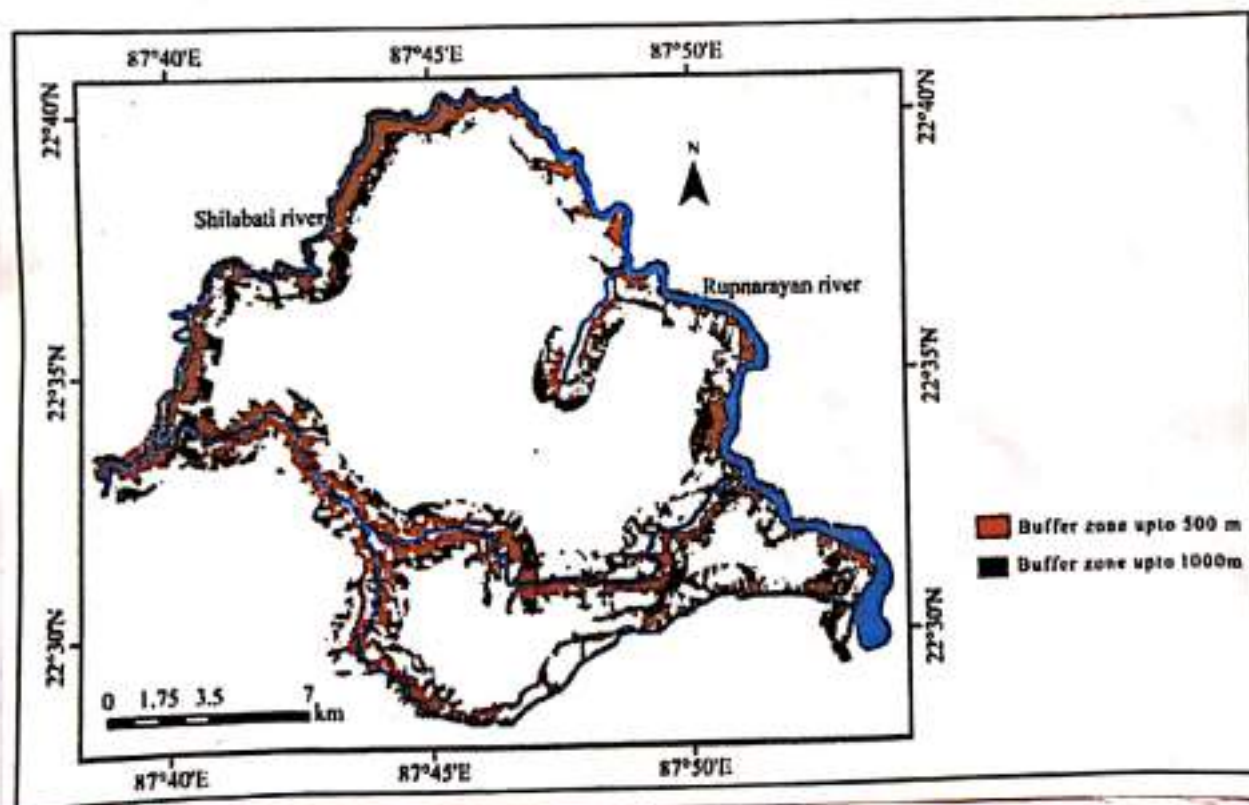 87°40'E
87°45'E
87°50'E
22°40'N
22°40'N
N
Shilabati river
Rupnarayan river
22°35'N
22°35'N
Buffer zone upto 500 m
Buffer zone upto 1000m
22°30'N
22°30'N
0 1.75 3.5 7
km
87°40'E
87°45'E
87°50'E